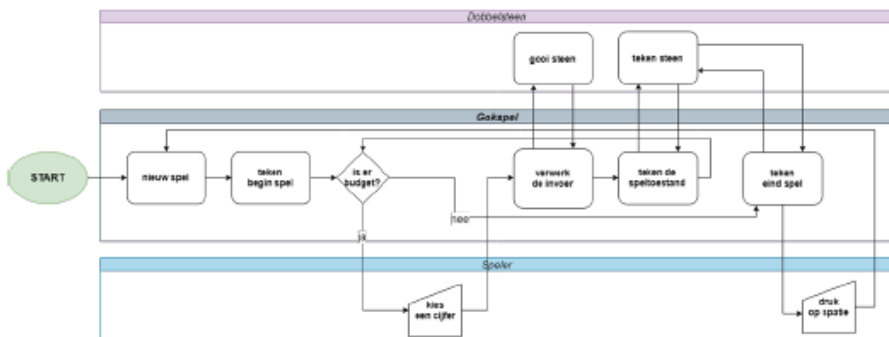 Dobbelsteen
gooi steen
teken steen
Gokspel
START
nieuw spel
teken
begin spel
is er
budget?
verwerk
de invoer
teken de
speltoestand
teken
eind spel
nee
ja
Speler
kies
een cijfer
druk
op spatie